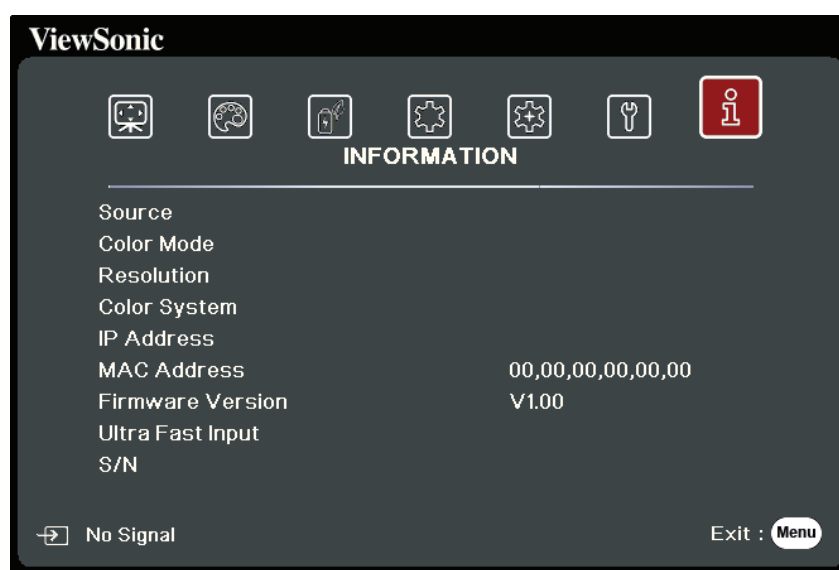 ViewSonic
INFORMATION
Source
Color Mode
Resolution
Color System
IP Address
MAC Address 00,00,00,00,00,00
Firmware Version V1.00
Ultra Fast Input
S/N
No Signal Exit : Menu